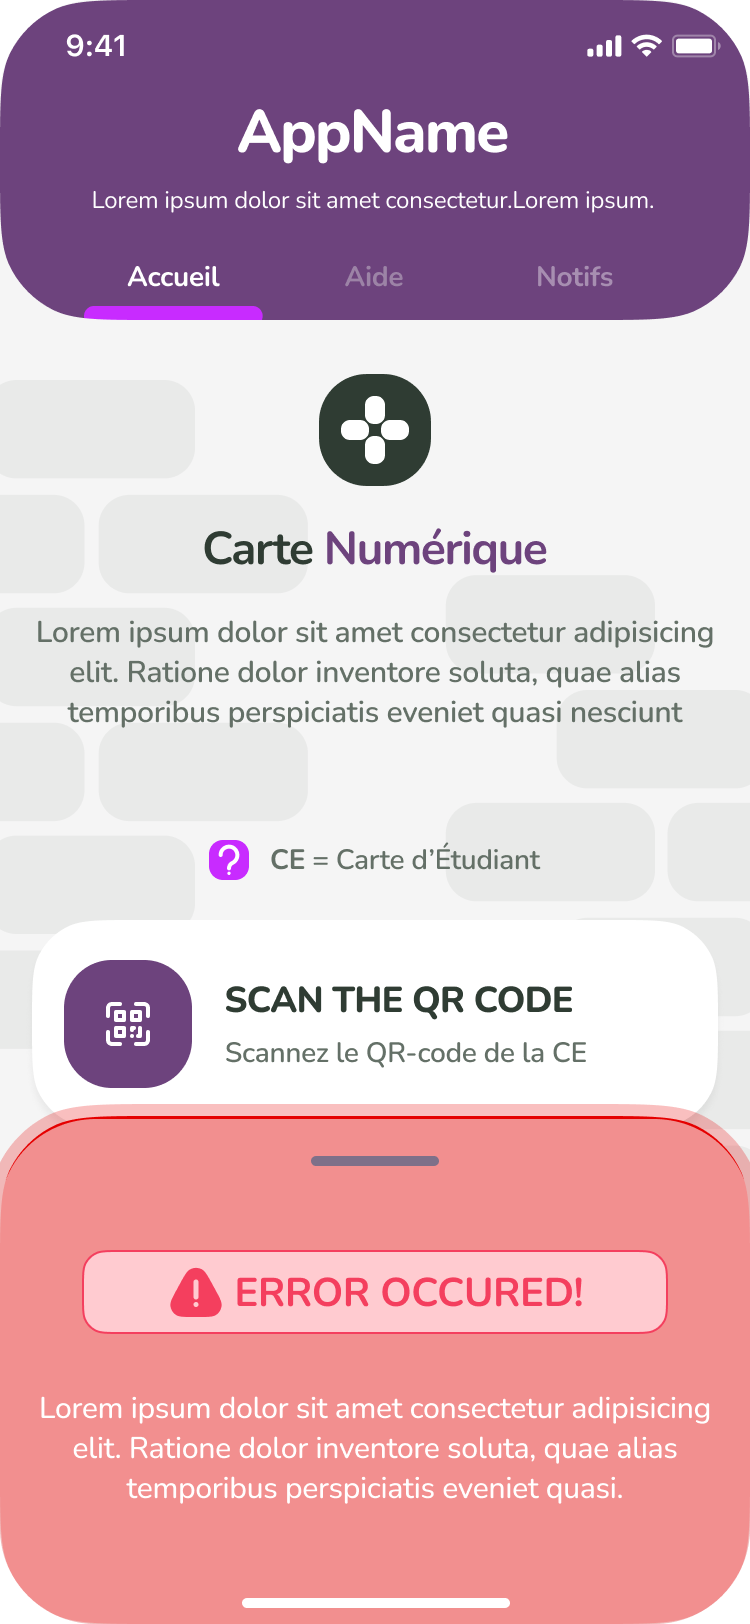 9:41
AppName
Lorem ipsum dolor sit amet consectetur.Lorem ipsum.
Accueil Aide Notifs
Carte Numérique
Lorem ipsum dolor sit amet consectetur adipisicing
elit. Ratione dolor inventore soluta, quae alias
temporibus perspiciatis eveniet quasi nesciunt
CE = Carte d’Étudiant
SCAN THE QR CODE
Scannez le QR-code de la CE
ERROR OCCURED!
Lorem ipsum dolor sit amet consectetur adipisicing
elit. Ratione dolor inventore soluta, quae alias
temporibus perspiciatis eveniet quasi.